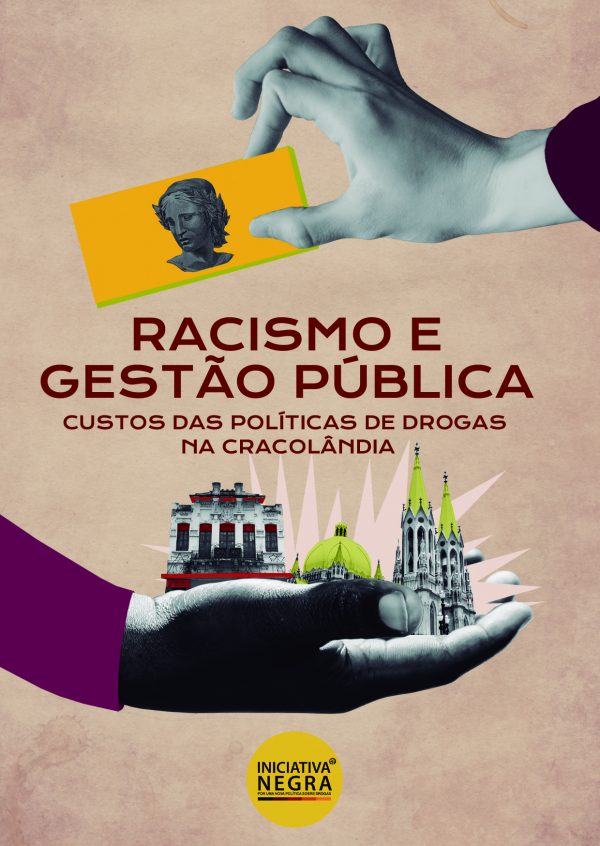 RACISMO E
GESTÃO PÚBLICA
CUSTOS DAS POLÍTICAS DE DROGAS
NA CRACOLÂNDIA
INICIATIVA
NEGRA
POR UMA NOVA POLÍTICA SOBRE DROGAS